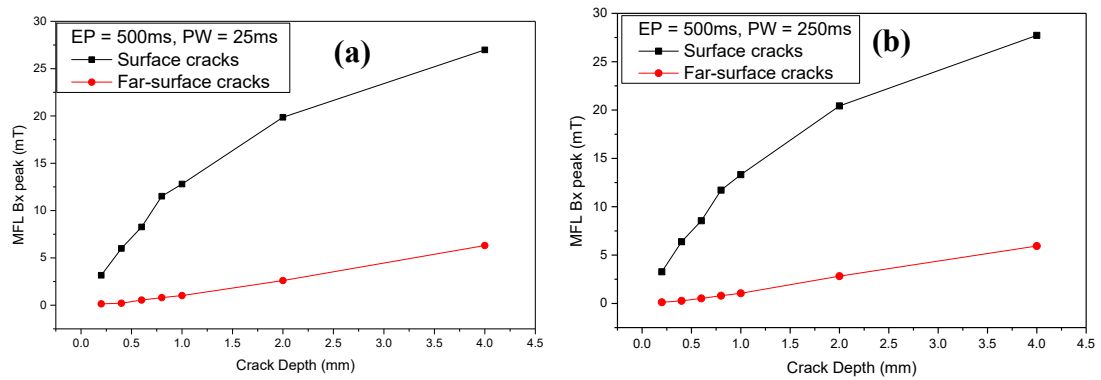 EP = 500ms, PW = 25ms
Surface cracks
Far-surface cracks
(a)
30
25
20
15
10
5
0
MFL Bx peak (mT)
0.0 0.5 1.0 1.5 2.0 2.5 3.0 3.5 4.0 4.5
Crack Depth (mm)
EP = 500ms, PW = 250ms
Surface cracks
Far-surface cracks
(b)
30
25
20
15
10
5
0
MFL Bx peak (mT)
0.0 0.5 1.0 1.5 2.0 2.5 3.0 3.5 4.0 4.5
Crack Depth (mm)